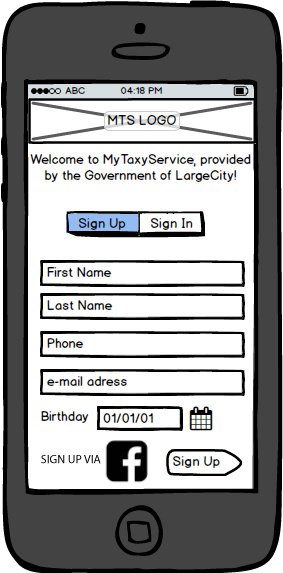 ABC 04:18 PM
MTS LOGO
Welcome to MyTaxyService, provided
by the Government of LargeCity!
Sign Up Sign In
First Name
Last Name
Phone
e-mail adress
Birthday 01/01/01
SIGN UP VIA f Sign Up